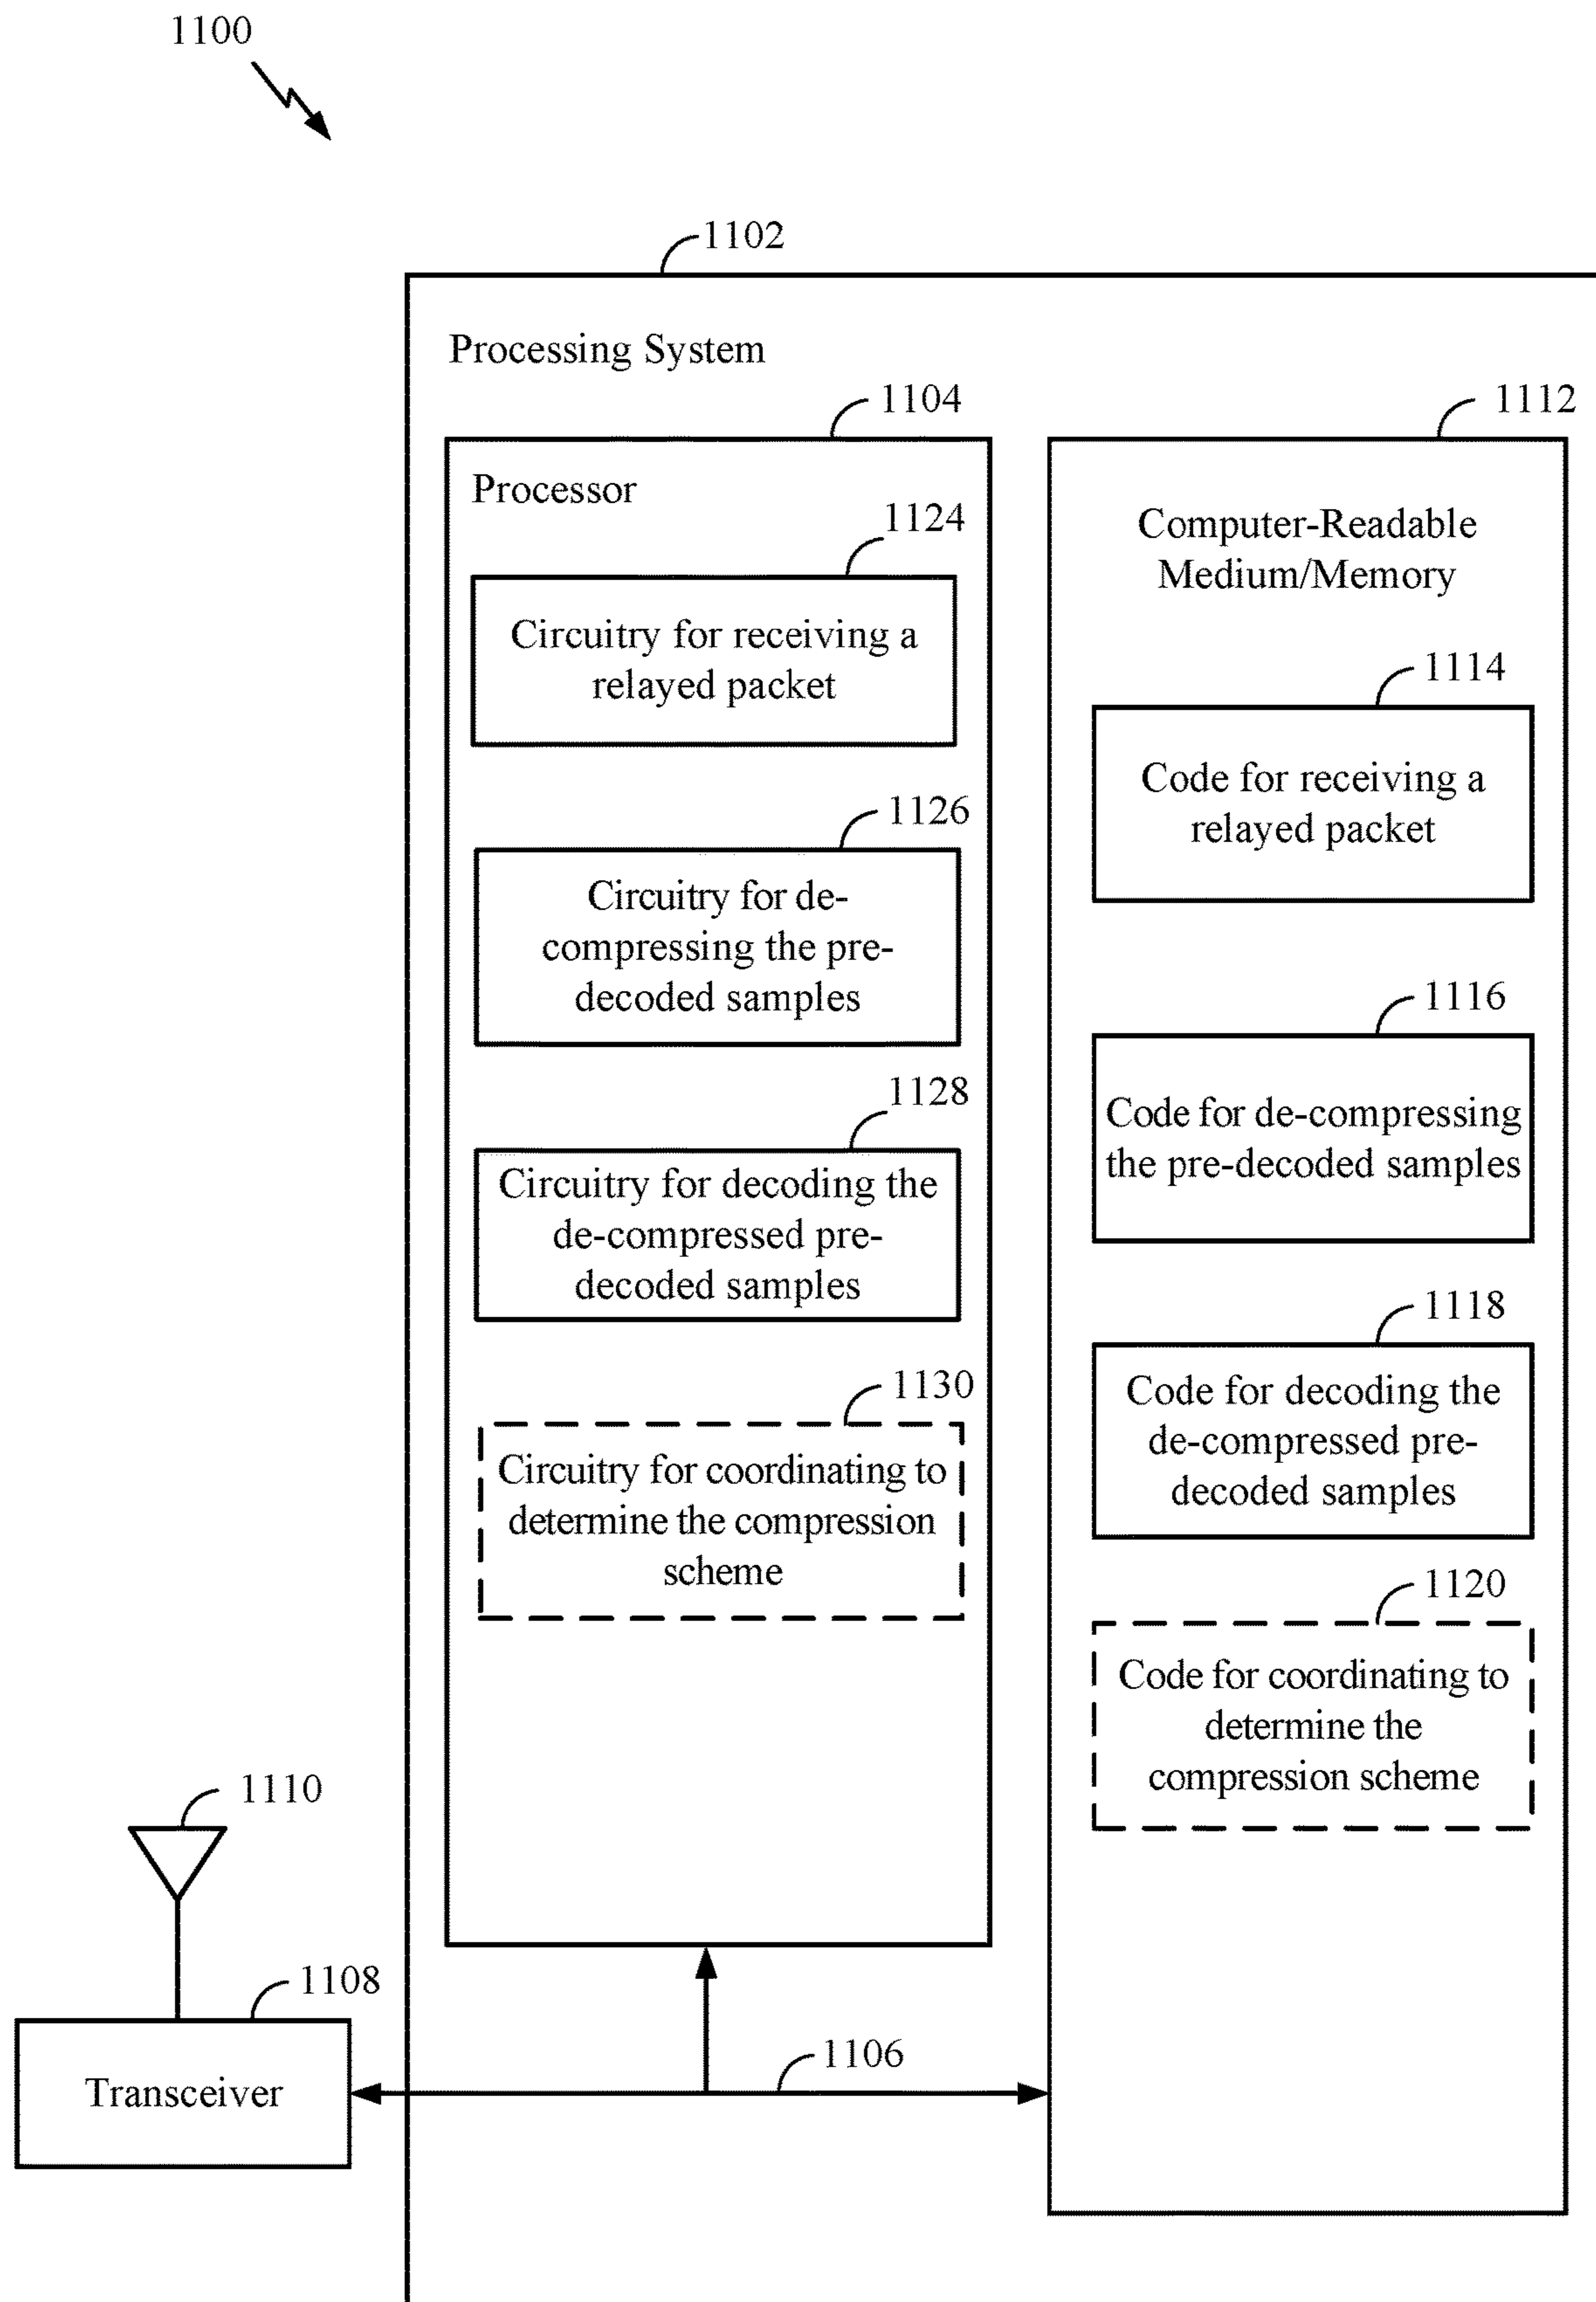 1100
1102
Processing System
1104
Processor
1124
Circuitry for receiving a
relayed packet
1126
Circuitry for de-
compressing the pre-
decoded samples
1128
Circuitry for decoding the
de-compressed pre-
decoded samples
1130
Circuitry for coordinating to
determine the compression
scheme
1112
Computer-Readable
Medium/Memory
1114
Code for receiving a
relayed packet
1116
Code for de-compressing
the pre-decoded samples
1118
Code for decoding the
de-compressed pre-
decoded samples
1120
Code for coordinating to
determine the
compression scheme
1110
1108
Transceiver
1106